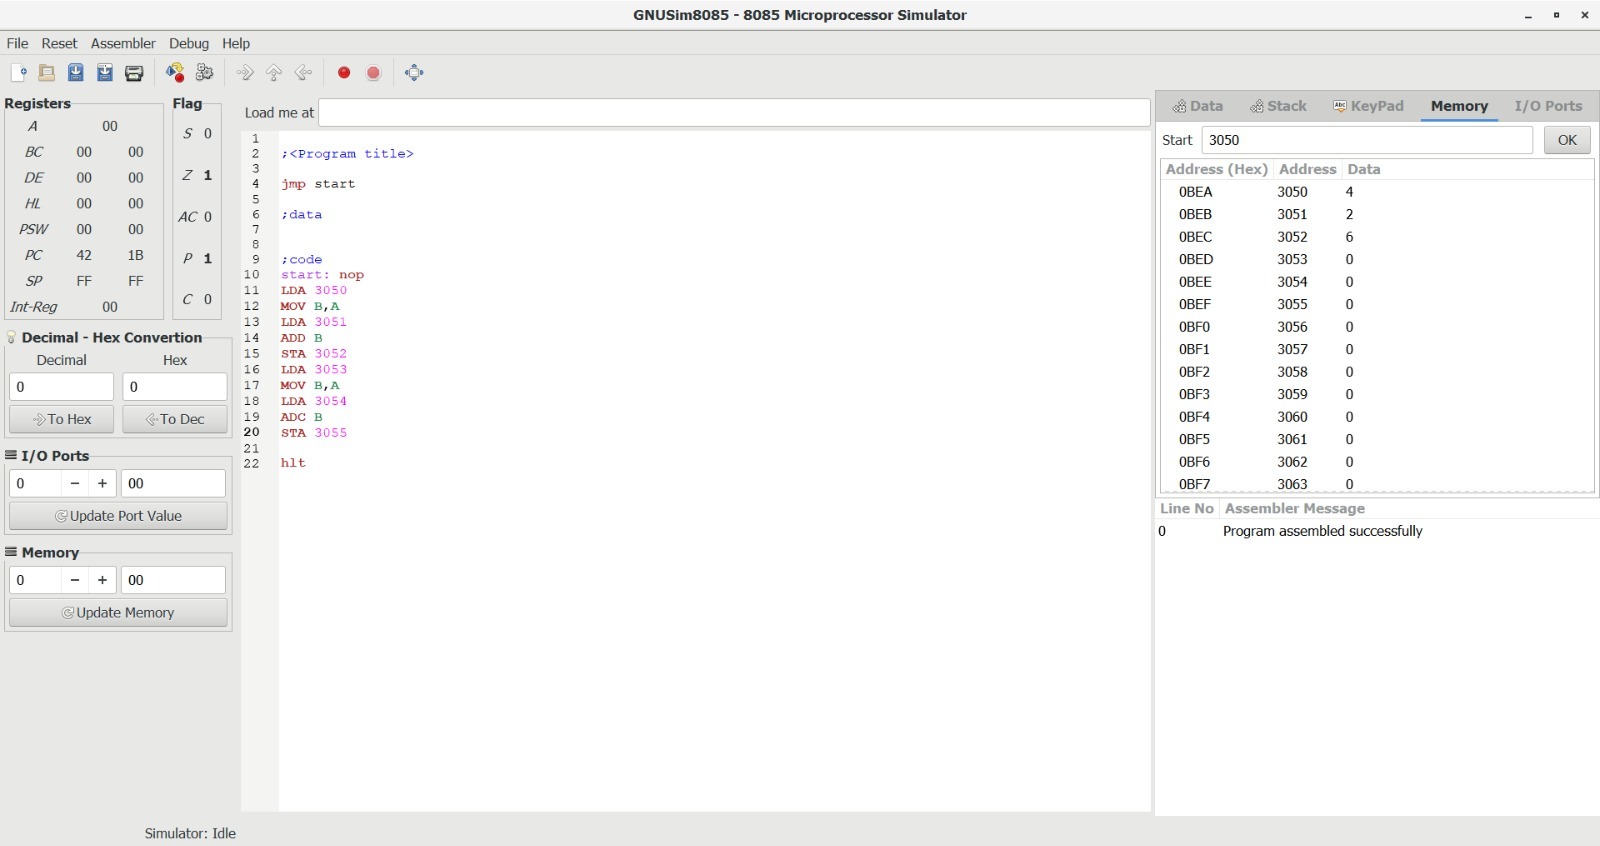 GNUSim8085 - 8085 Microprocessor Simulator
File Reset Assembler Debug Help
Registers
A 00
BC 00 00
DE 00 00
HL 00 00
PSW 00 00
PC 42 1B
SP FF FF
Int-Reg 00
Flag
S 0
Z 1
AC 0
P 1
C 0
Decimal - Hex Convertion
Decimal Hex
0 0
To Hex To Dec
I/O Ports
0 - + 00
Update Port Value
Memory
0 - + 00
Update Memory
Load me at
1
2 ;<Program title>
3
4 jmp start
5
6 ;data
7
8
9 ;code
10 start: nop
11 LDA 3050
12 MOV B,A
13 LDA 3051
14 ADD B
15 STA 3052
16 LDA 3053
17 MOV B,A
18 LDA 3054
19 ADC B
20 STA 3055
21
22 hlt
Data Stack Abc KeyPad Memory I/O Ports
Start 3050 OK
Address (Hex) Address Data
0BEA 3050 4
0BEB 3051 2
0BEC 3052 6
0BED 3053 0
0BEE 3054 0
0BEF 3055 0
0BF0 3056 0
0BF1 3057 0
0BF2 3058 0
0BF3 3059 0
0BF4 3060 0
0BF5 3061 0
0BF6 3062 0
0BF7 3063 0
Line No Assembler Message
0 Program assembled successfully
Simulator: Idle